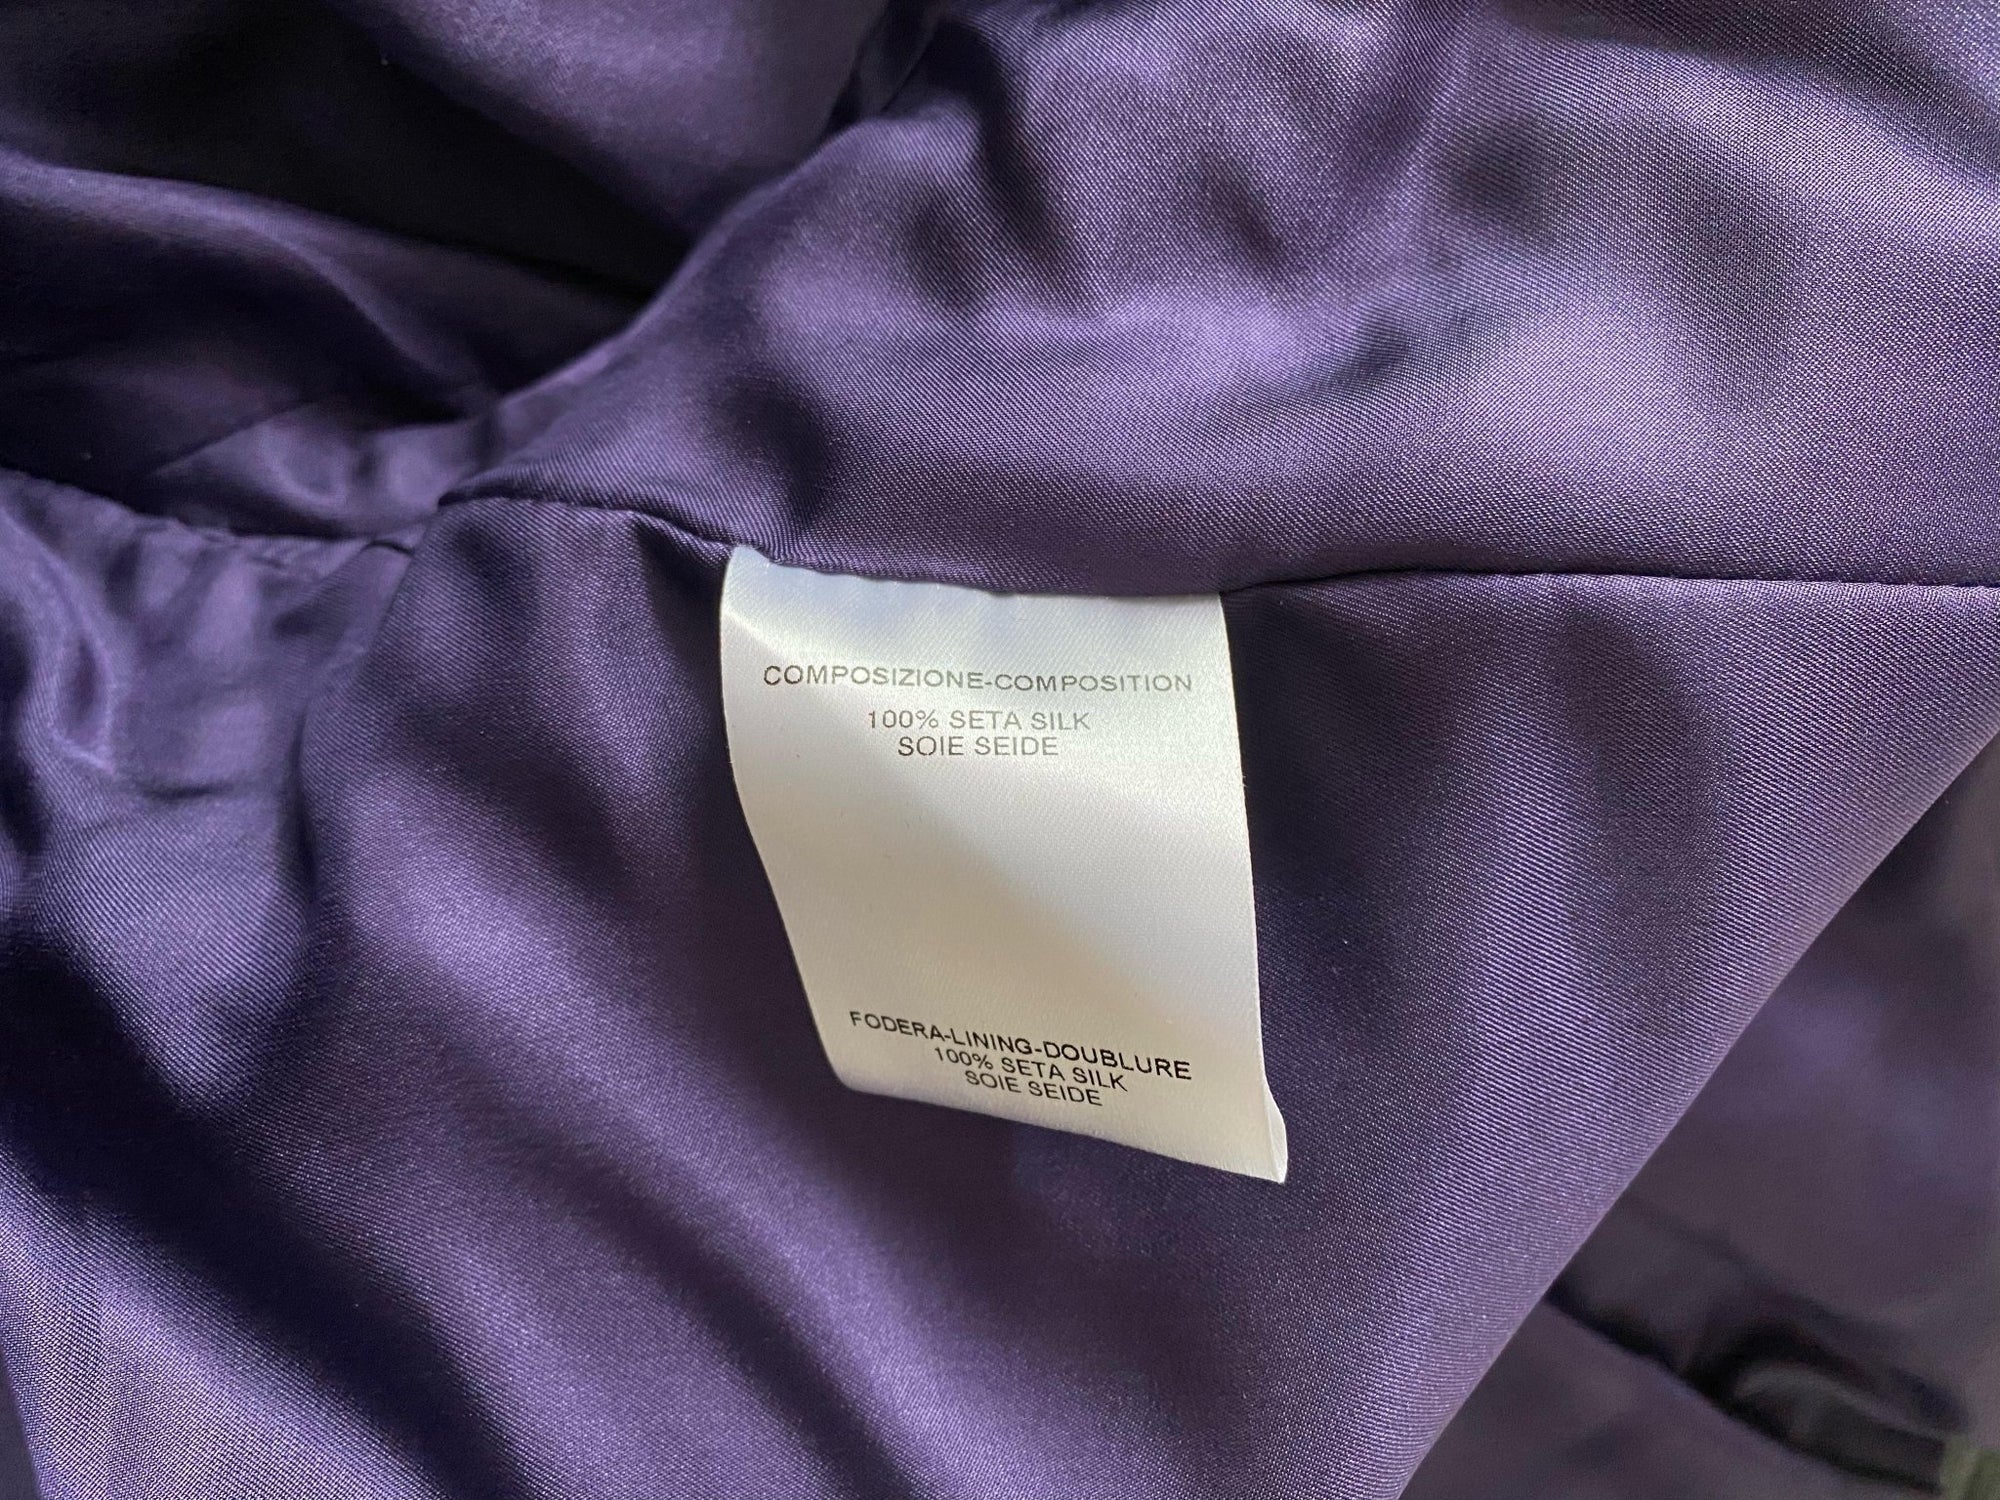 COMPOSIZIONE-COMPOSITION
100% SETA SILK
SOIE SEIDE
FODERA-LINING-DOUBLURE
100% SETA SILK
SOIE SEIDE